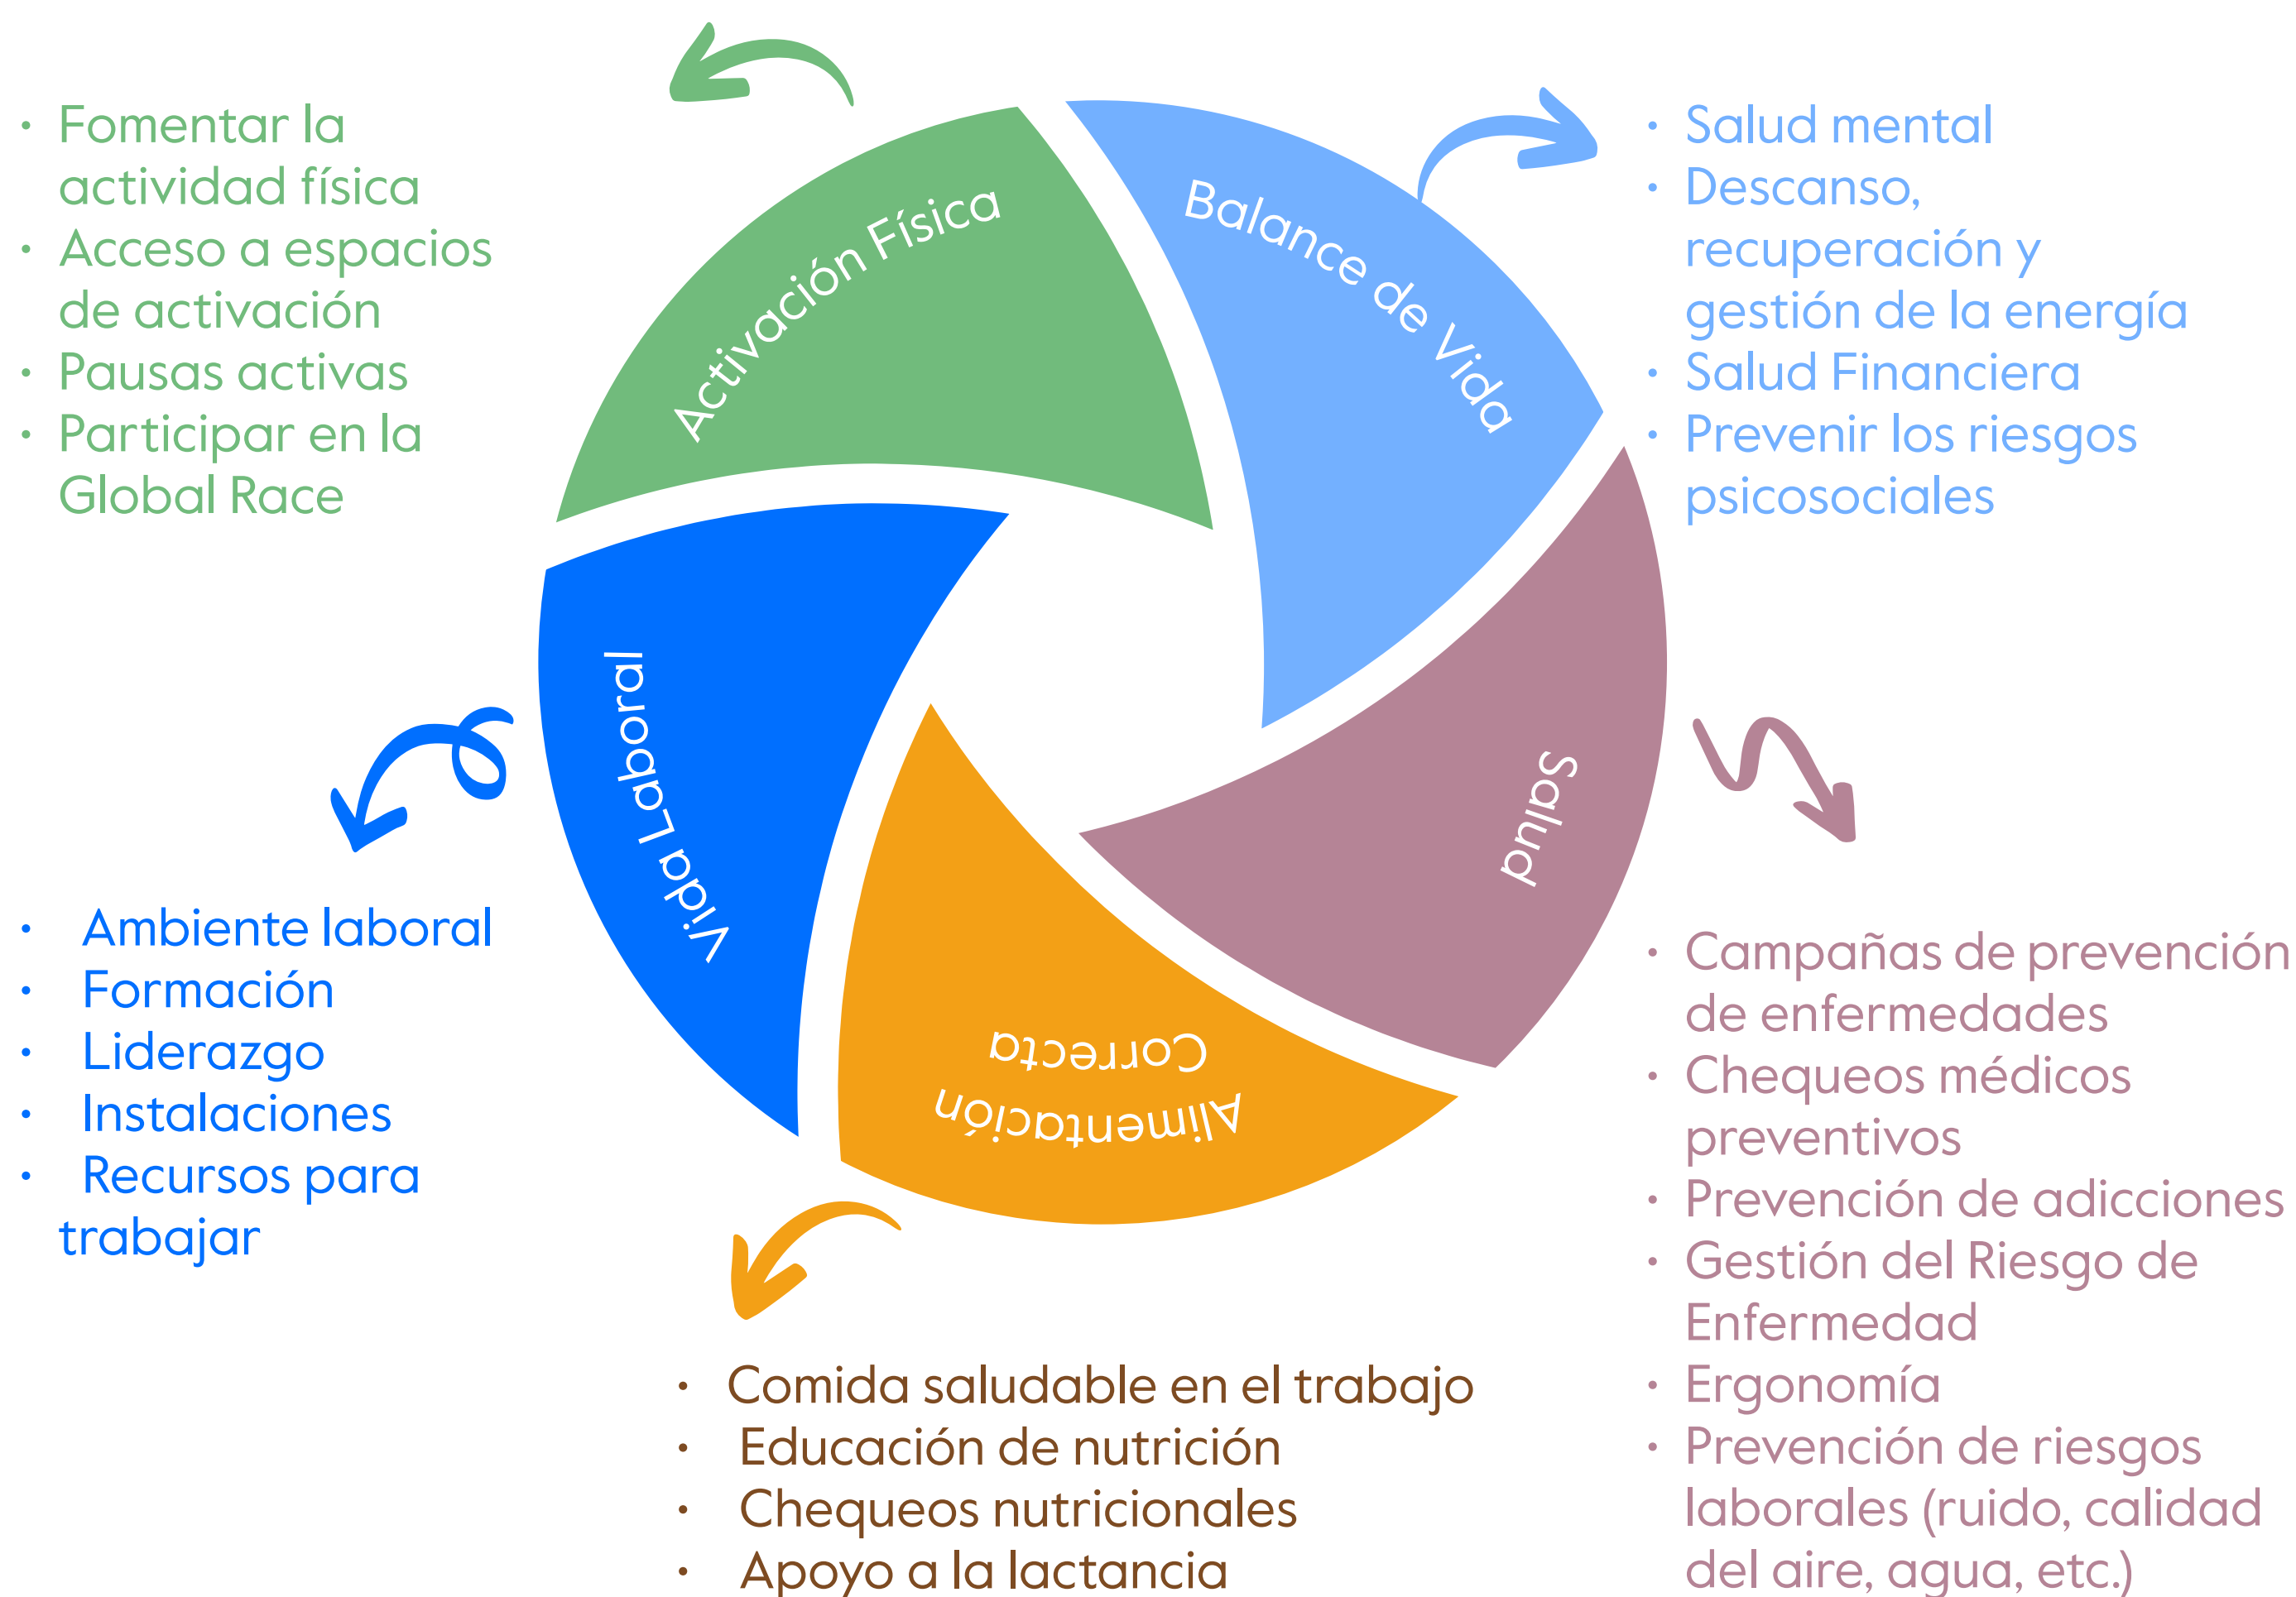 • Fomentar la
actividad física
• Acceso a espacios
de activación
• Pausas activas
• Participar en la
Global Race
Activación Física
Balance de Vida
• Salud mental
• Descanso,
recuperación y
gestión de la energía
• Salud Financiera
• Prevenir los riesgos
psicosociales
Vida Laboral
Salud
Alimentación
Correcta
• Ambiente laboral
• Formación
• Liderazgo
• Instalaciones
• Recursos para
trabajar
• Campañas de prevención
de enfermedades
• Chequeos médicos
preventivos
• Prevención de adicciones
• Gestión del Riesgo de
Enfermedad
• Ergonomía
• Prevención de riesgos
laborales (ruido, calidad
del aire, agua, etc.)
• Comida saludable en el trabajo
• Educación de nutrición
• Chequeos nutricionales
• Apoyo a la lactancia